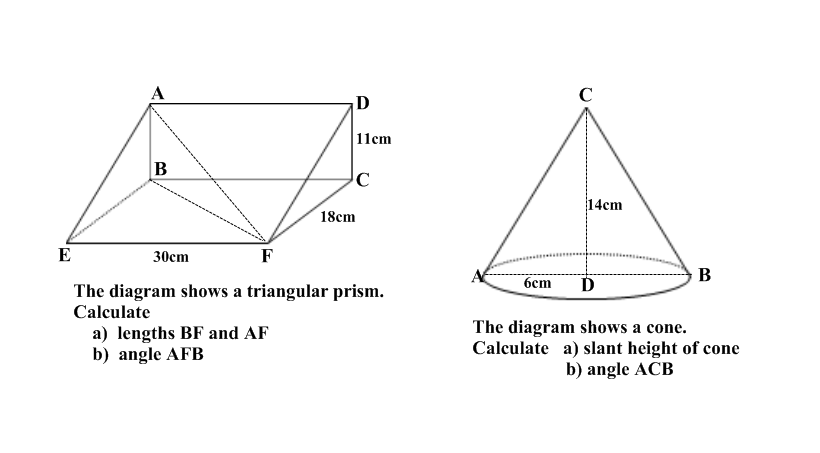 A
D
11cm
B
C
18cm
E
30cm
F
The diagram shows a triangular prism.
Calculate
a) lengths BF and AF
b) angle AFB
C
14cm
A
6cm
D
B
The diagram shows a cone.
Calculate a) slant height of cone
b) angle ACB